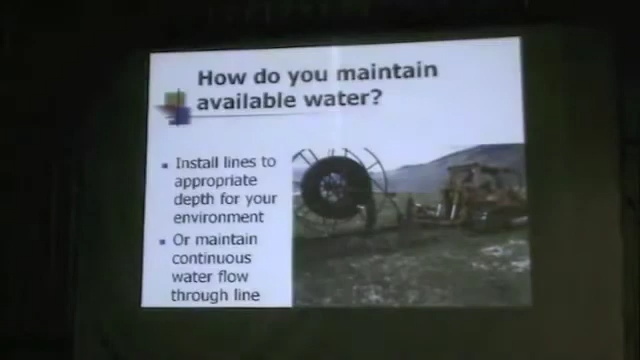 How do you maintain
available water?
Install lines to
appropriate
depth for your
environment
Or maintain
continuous
water flow
through line